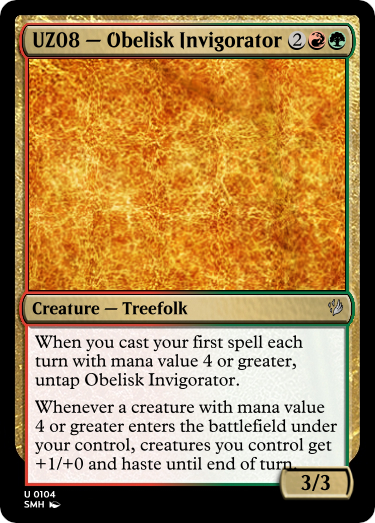 UZ08 — Obelisk Invigorator 2
Creature — Treefolk
When you cast your first spell each
turn with mana value 4 or greater,
untap Obelisk Invigorator.
Whenever a creature with mana value
4 or greater enters the battlefield under
your control, creatures you control get
+1/+0 and haste until end of turn.
3/3
U 0104
SMH